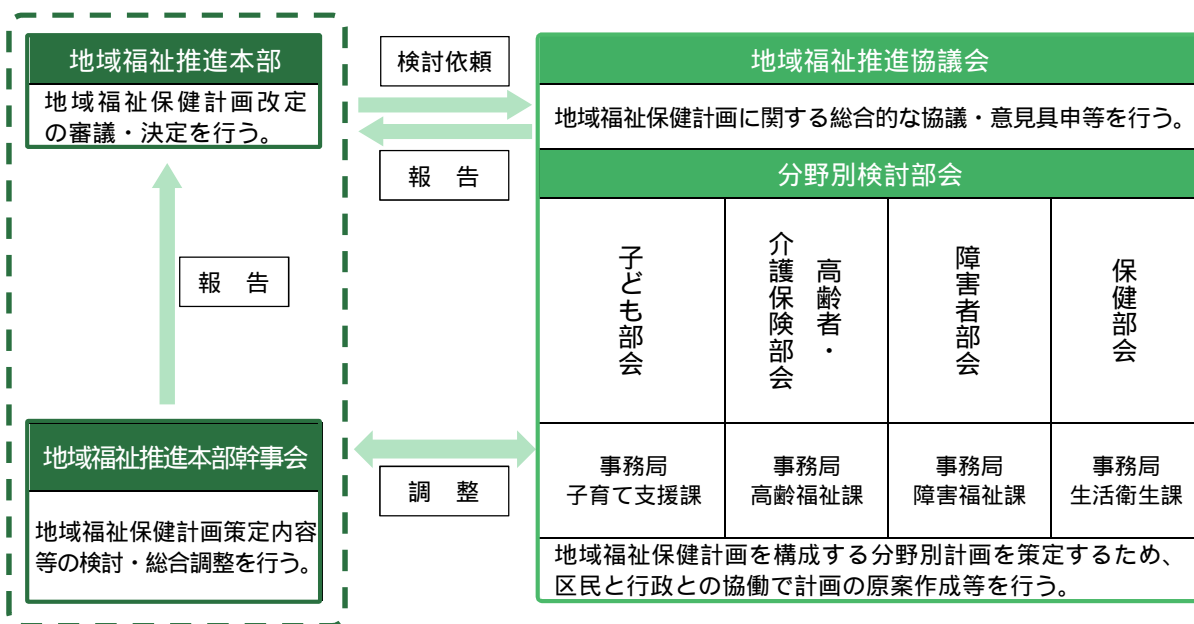 地域福祉推進本部
地域福祉保健計画改定
の審議・決定を行う。
検討依頼
報 告
報 告
地域福祉推進本部幹事会
地域福祉保健計画策定内容
等の検討・総合調整を行う。
調 整
地域福祉推進協議会
地域福祉保健計画に関する総合的な協議・意見具申等を行う。
分野別検討部会
子ども部会
高齢者・
介護保険部会
障害者部会
保健部会
事務局
子育て支援課
事務局
高齢福祉課
事務局
障害福祉課
事務局
生活衛生課
地域福祉保健計画を構成する分野別計画を策定するため、
区民と行政との協働で計画の原案作成等を行う。